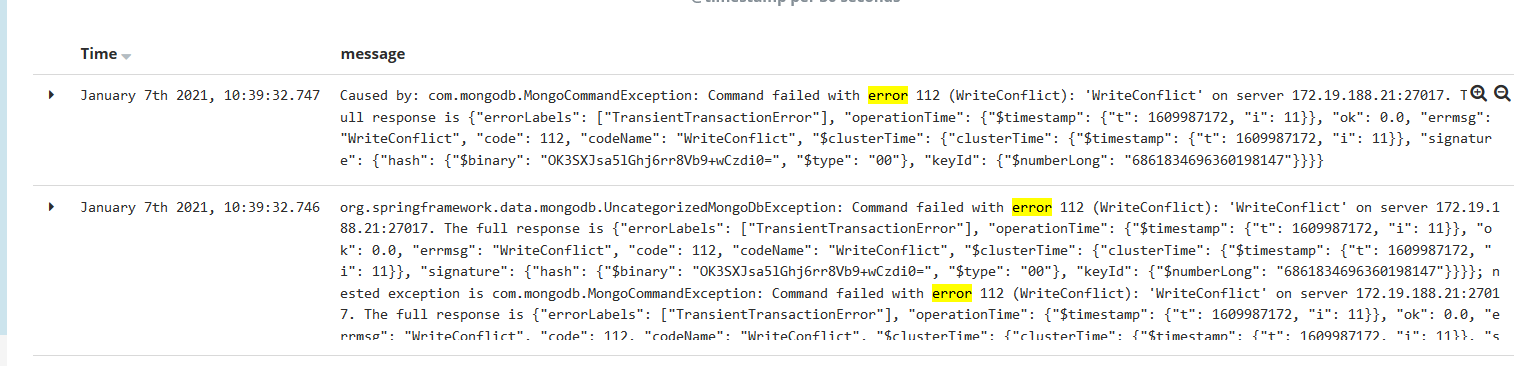 @timestamp per 30 seconds
Time message
January 7th 2021, 10:39:32.747 Caused by: com.mongodb.MongoCommandException: Command failed with error 112 (WriteConflict): 'WriteConflict' on server 172.19.188.21:27017. T
ull response is {"errorLabels": ["TransientTransactionError"], "operationTime": {"$timestamp": {"t": 1609987172, "i": 11}}, "ok": 0.0, "errmsg":
"WriteConflict", "code": 112, "codeName": "WriteConflict", "$clusterTime": {"clusterTime": {"$timestamp": {"t": 1609987172, "i": 11}}, "signatur
e": {"hash": {"$binary": "OK3SXJsa5lGhj6rr8Vb9+wCzdi0=", "$type": "00"}, "keyId": {"$numberLong": "6861834696360198147"}}}}
January 7th 2021, 10:39:32.746 org.springframework.data.mongodb.UncategorizedMongoDbException: Command failed with error 112 (WriteConflict): 'WriteConflict' on server 172.19.1
88.21:27017. The full response is {"errorLabels": ["TransientTransactionError"], "operationTime": {"$timestamp": {"t": 1609987172, "i": 11}}, "o
k": 0.0, "errmsg": "WriteConflict", "code": 112, "codeName": "WriteConflict", "$clusterTime": {"clusterTime": {"$timestamp": {"t": 1609987172, "
i": 11}}, "signature": {"hash": {"$binary": "OK3SXJsa5lGhj6rr8Vb9+wCzdi0=", "$type": "00"}, "keyId": {"$numberLong": "6861834696360198147"}}}}; n
ested exception is com.mongodb.MongoCommandException: Command failed with error 112 (WriteConflict): 'WriteConflict' on server 172.19.188.21:2701
7. The full response is {"errorLabels": ["TransientTransactionError"], "operationTime": {"$timestamp": {"t": 1609987172, "i": 11}}, "ok": 0.0, "e
rrmsg": "WriteConflict", "code": 112, "codeName": "WriteConflict", "$clusterTime": {"clusterTime": {"$timestamp": {"t": 1609987172, "i": 11}}, "s